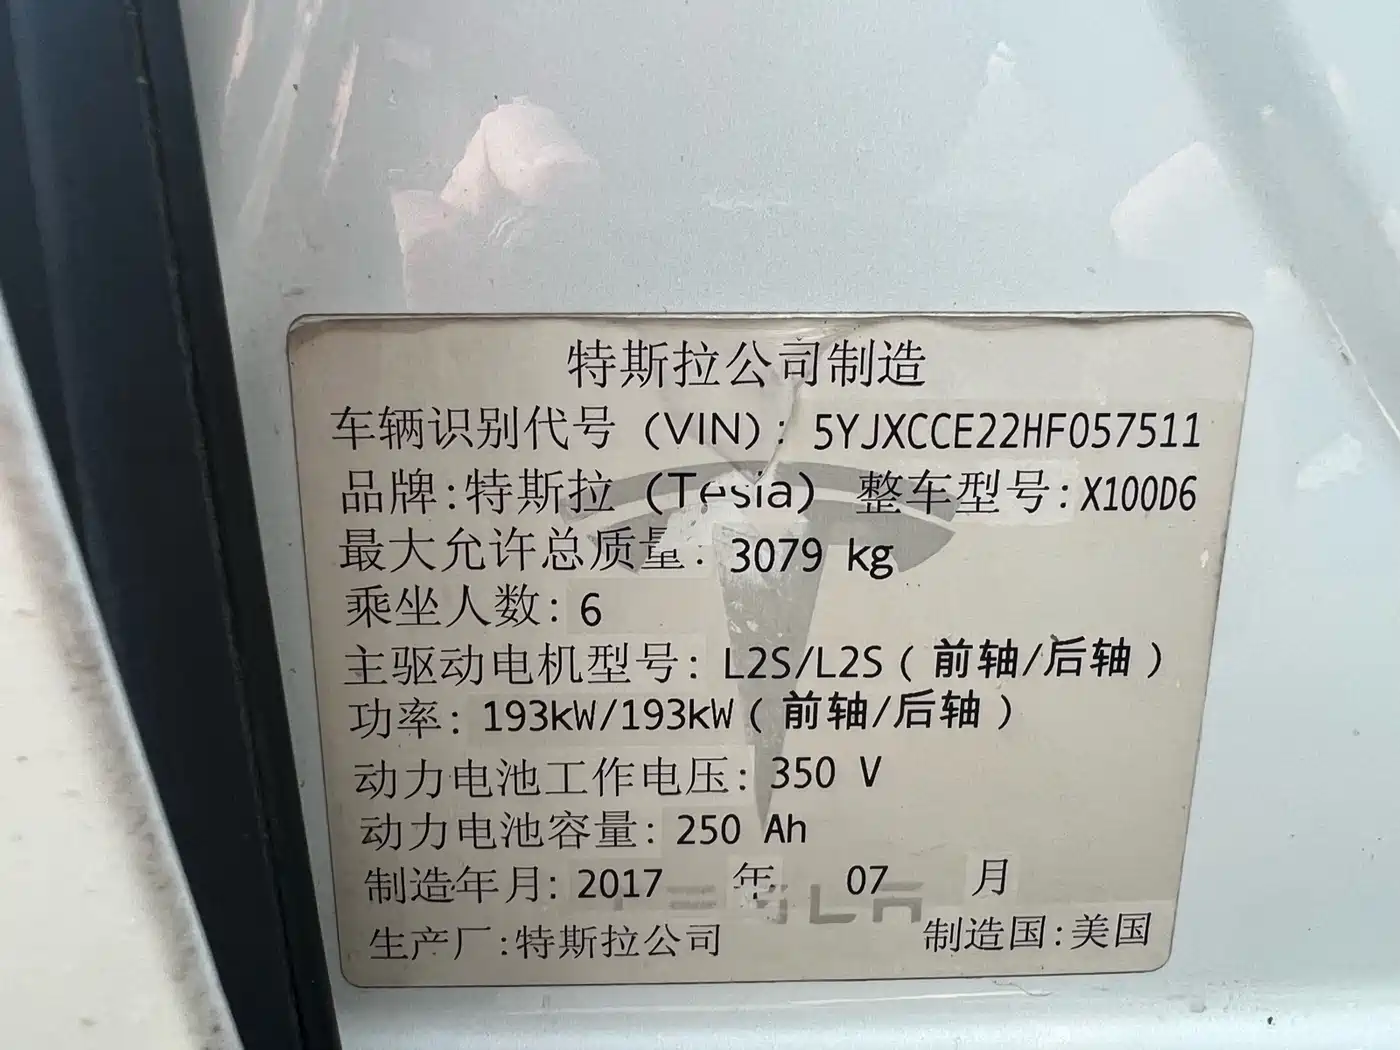 特斯拉公司制造
车辆识别代号 (VIN): 5YJXCCE22HF057511
品牌:特斯拉 (Tesla) 整车型号:X100D6
最大允许总质量: 3079 kg
乘坐人数: 6
主驱动电机型号: L2S/L2S(前轴/后轴)
功率: 193kW/193kW(前轴/后轴)
动力电池工作电压: 350 V
动力电池容量: 250 Ah
制造年月: 2017 年 07 月
TESLA
生产厂:特斯拉公司 制造国:美国